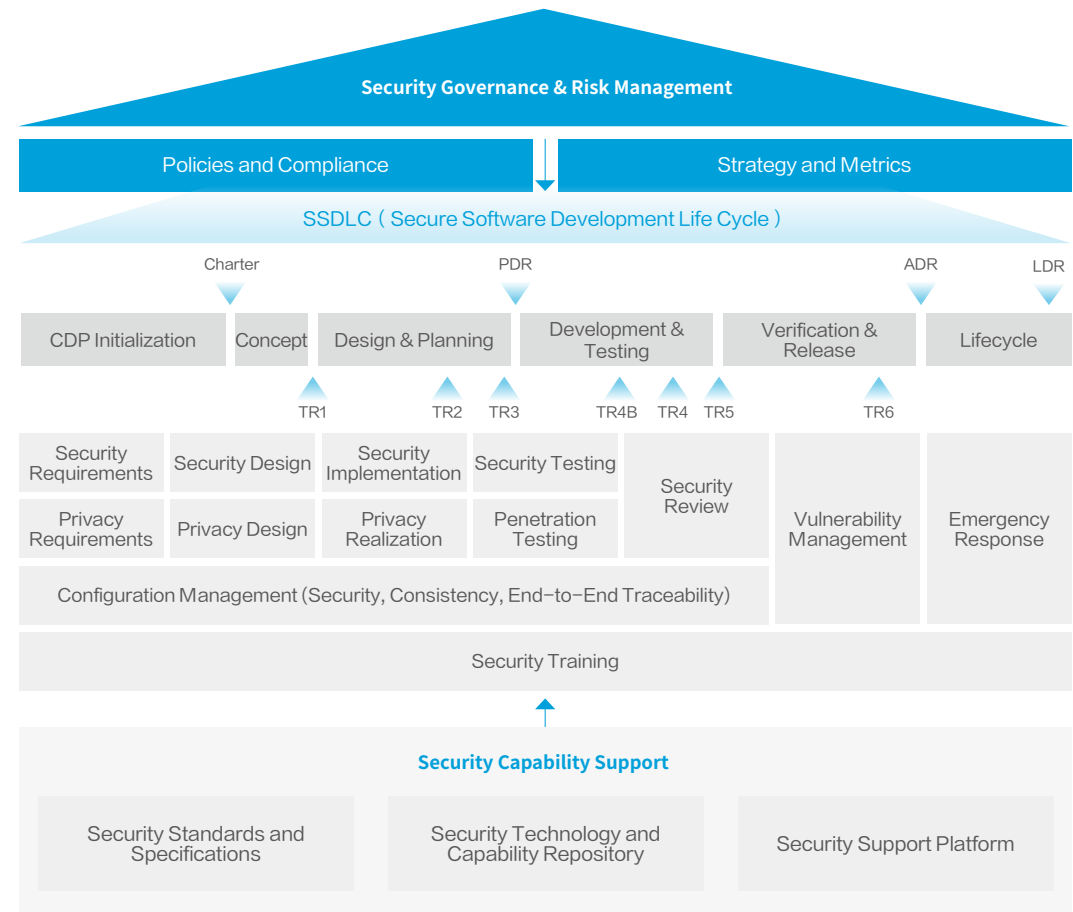 Security Governance & Risk Management
Policies and Compliance
Strategy and Metrics
SSDLC ( Secure Software Development Life Cycle )
Charter
PDR
ADR
LDR
CDP Initialization
Concept
Design & Planning
Development &
Testing
Verification &
Release
Lifecycle
TR1
TR2
TR3
TR4B
TR4
TR5
TR6
Security
Requirements
Security Design
Security
Implementation
Security Testing
Security
Review
Privacy
Requirements
Privacy Design
Privacy
Realization
Penetration
Testing
Vulnerability
Management
Emergency
Response
Configuration Management (Security, Consistency, End-to-End Traceability)
Security Training
Security Capability Support
Security Standards and
Specifications
Security Technology and
Capability Repository
Security Support Platform